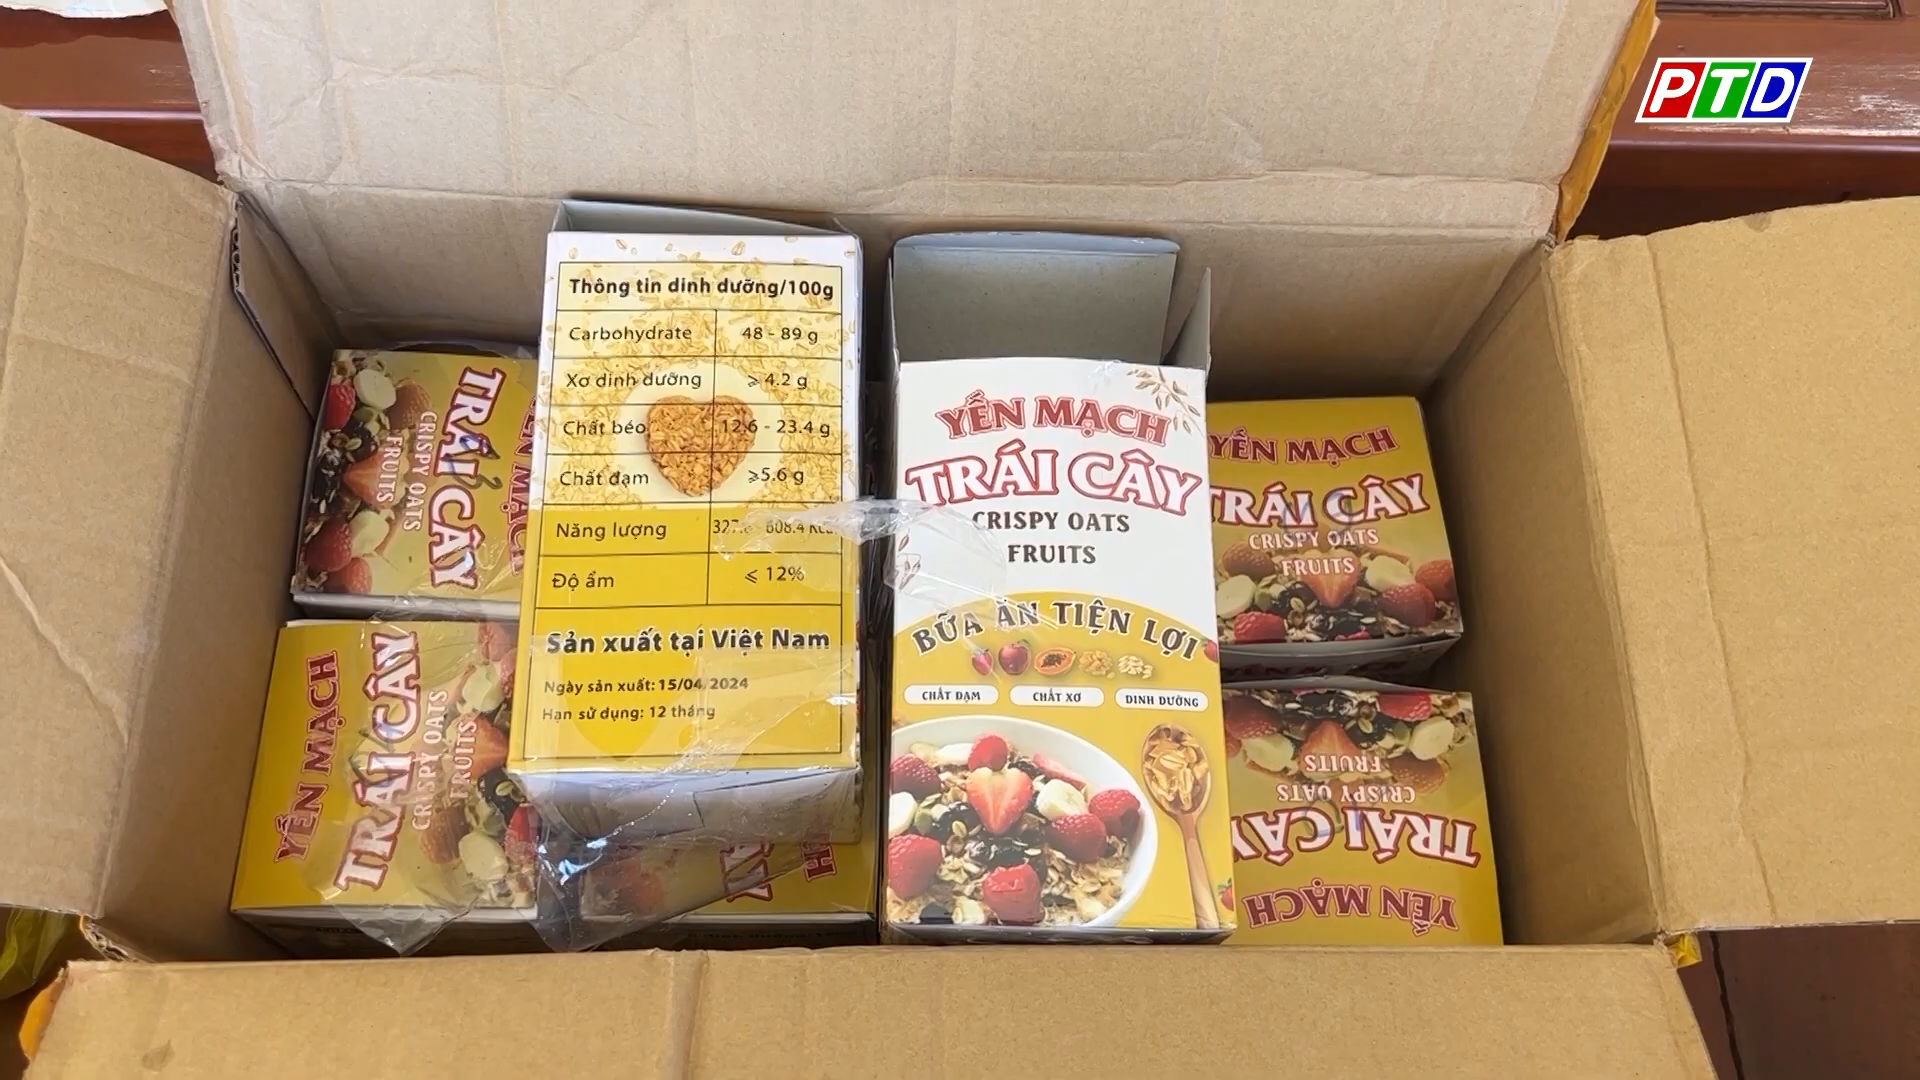 PTD
Thông tin dinh dưỡng/100g
Carbohydrate 48 - 89 g
Xơ dinh dưỡng ⩾ 4.2 g
Chất béo 12.6 - 23.4 g
Chất đạm ⩾5.6 g
Năng lượng
Độ ẩm ⩽ 12%
Sản xuất tại Việt Nam
Ngày sản xuất: 15/04/2024
Hạn sử dụng: 12 tháng
YẾN MẠCH
TRÁI CÂY
CRISPY OATS
FRUITS
BỮA ĂN TIỆN LỢI
CHẤT ĐẠM CHẤT XƠ DINH DƯỠNG
YẾN MẠCH
TRÁI CÂY
CRISPY OATS
FRUITS
YẾN MẠCH
TRÁI CÂY
CRISPY OATS
FRUITS
YẾN MẠCH
TRÁI CÂY
CRISPY OATS
FRUITS
YẾN MẠCH
TRÁI CÂY
CRISPY OATS
FRUITS